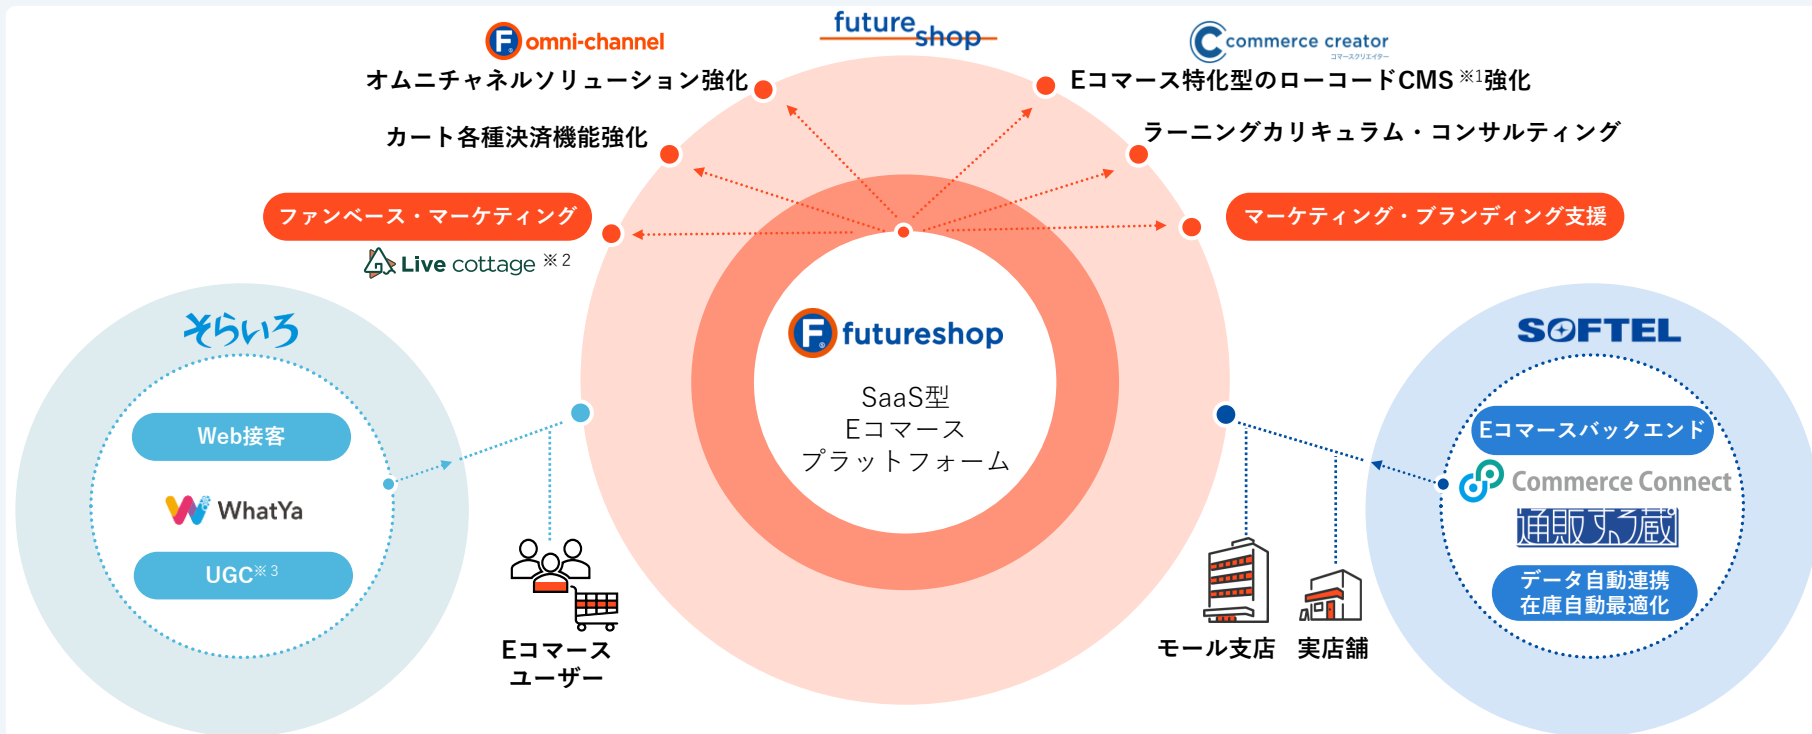 future
shop
F omni-channel
オムニチャネルソリューション強化
カート各種決済機能強化
ファンベース・マーケティング
Live cottage ※2
commerce creator
コマースクリエイター
Eコマース特化型のローコードCMS ※1強化
ラーニングカリキュラム・コンサルティング
マーケティング・ブランディング支援
F futureshop
SaaS型
Eコマース
プラットフォーム
そらいろ
Web接客
WhatYa
UGC※3
Eコマース
ユーザー
モール支店
実店舗
SOFTEL
Eコマースバックエンド
Commerce Connect
通販する蔵
データ自動連携
在庫自動最適化